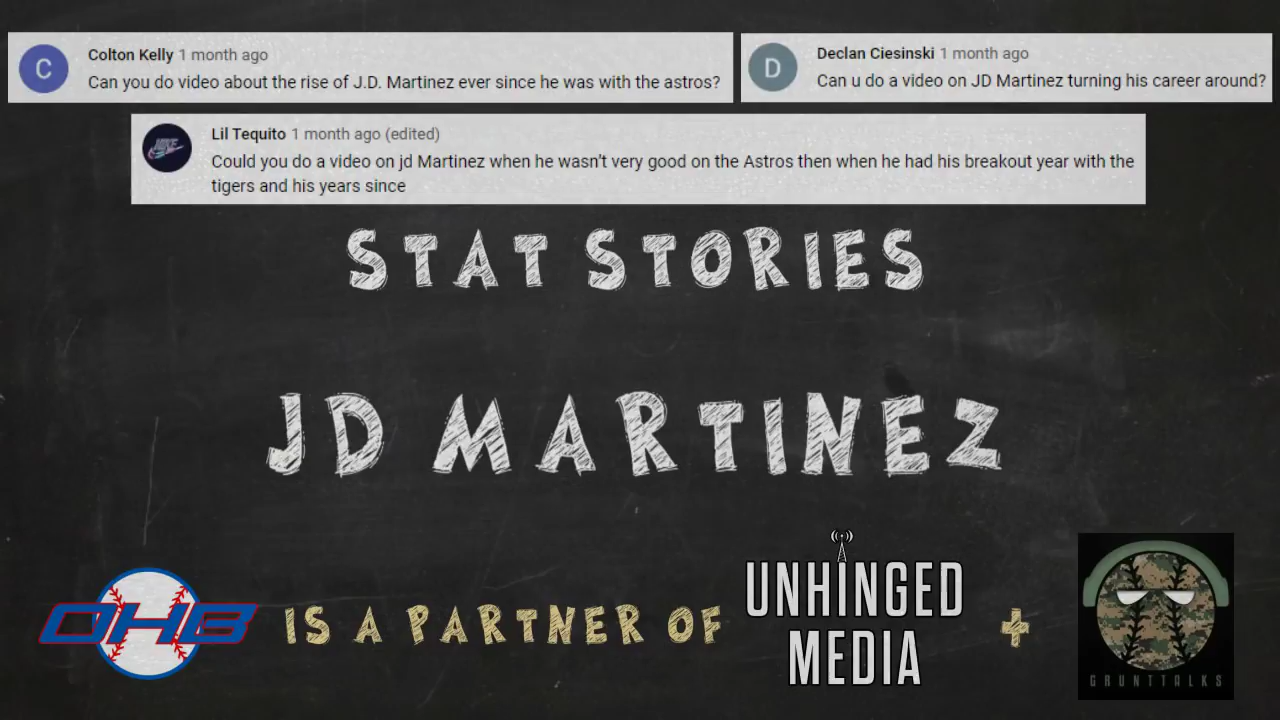 C
Colton Kelly 1 month ago
Can you do video about the rise of J.D. Martinez ever since he was with the astros?
D
Declan Ciesinski 1 month ago
Can u do a video on JD Martinez turning his career around?
Lil Tequito 1 month ago (edited)
Could you do a video on jd Martinez when he wasn't very good on the Astros then when he had his breakout year with the
tigers and his years since
STAT STORIES
JD MARTINEZ
DHB IS A PARTNER OF UNHINGED
MEDIA +
GRUNTTALKS